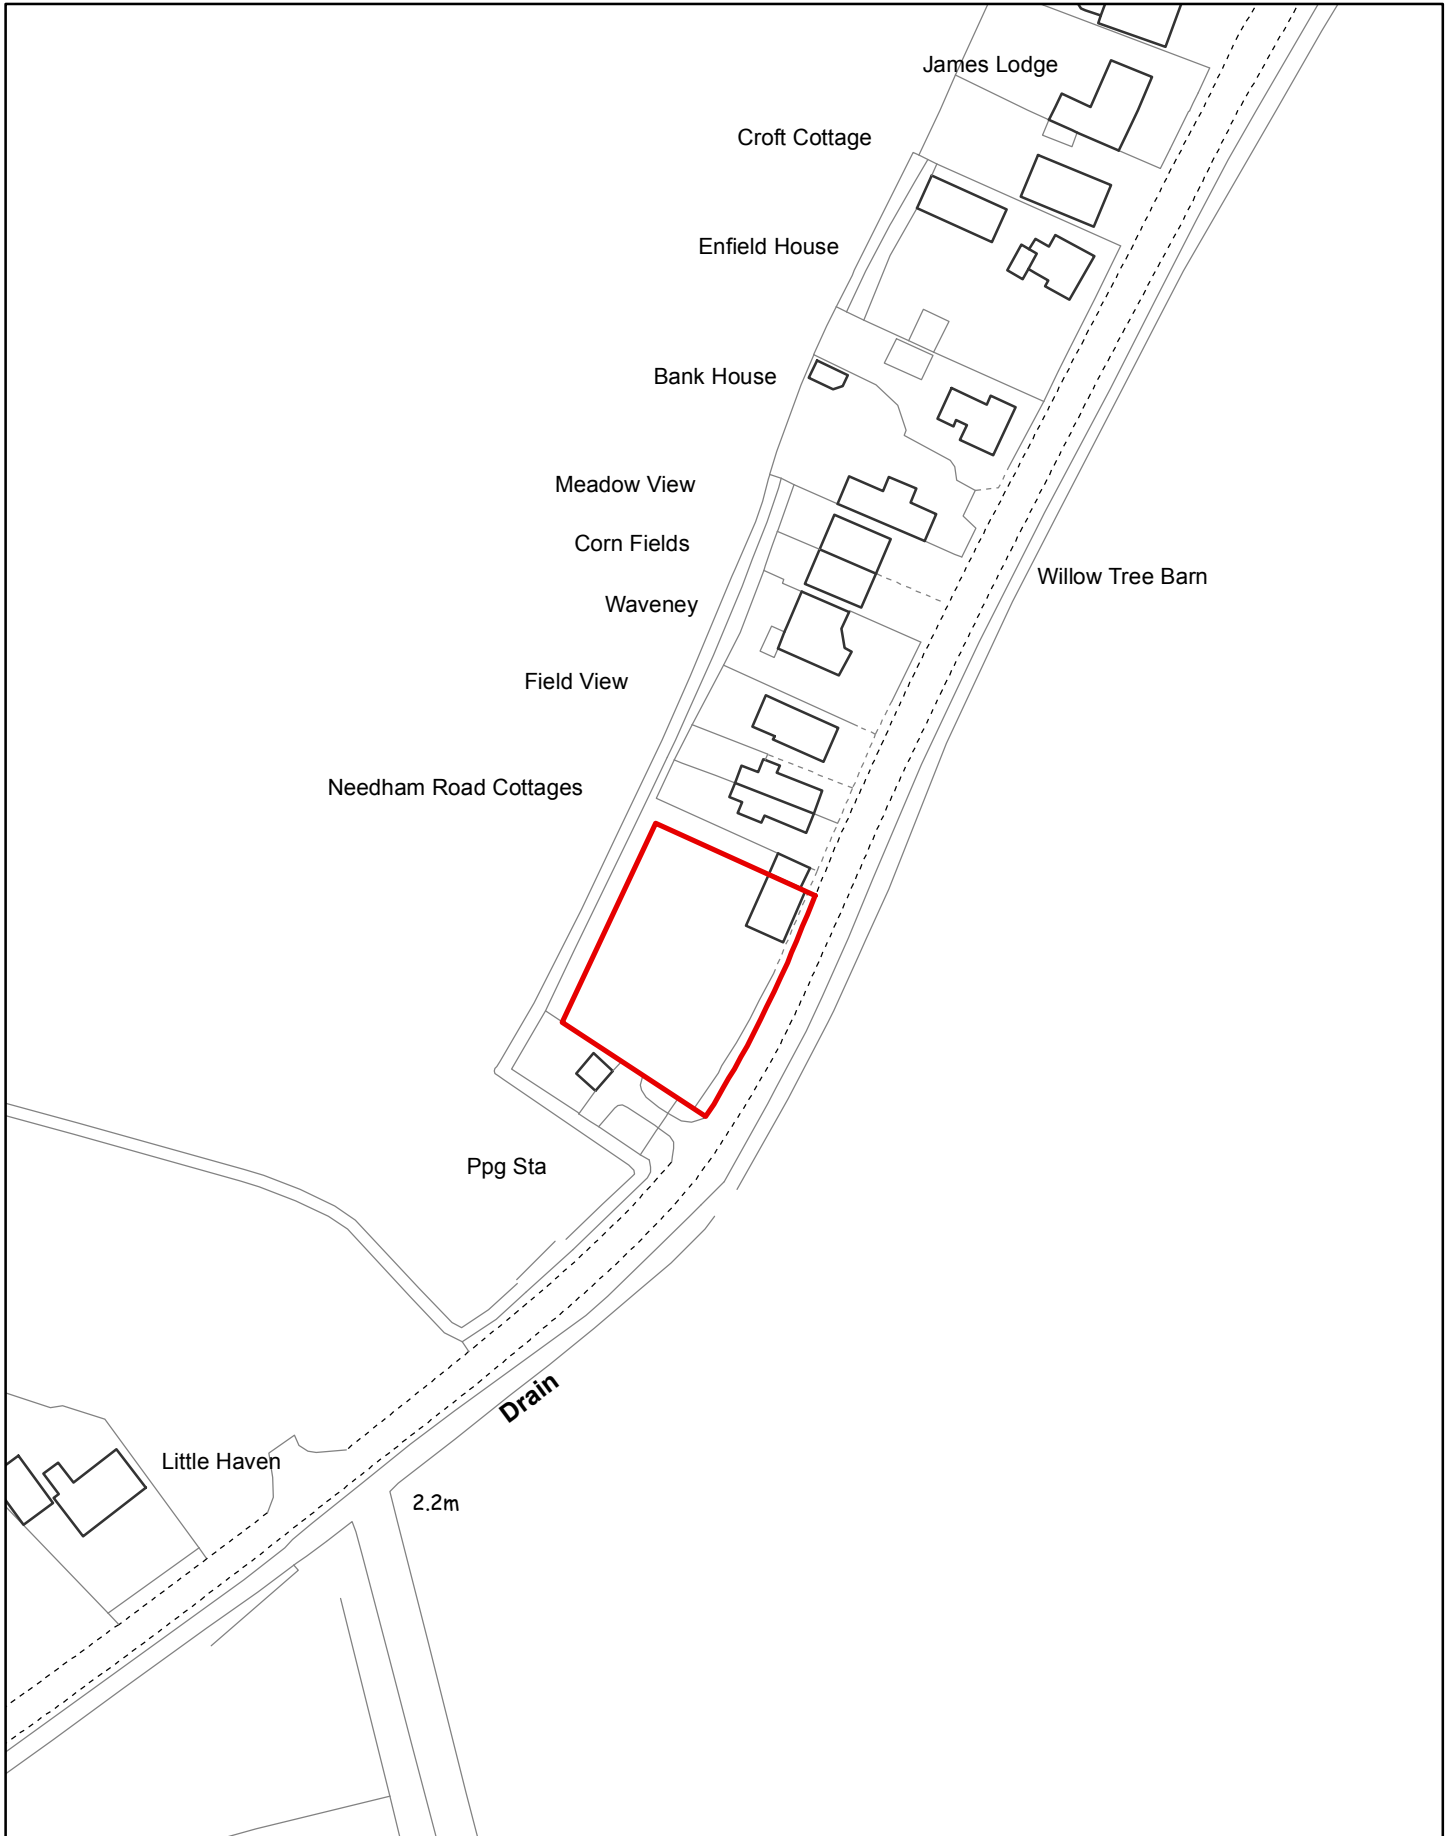 James Lodge
Croft Cottage
Enfield House
Bank House
Meadow View
Corn Fields
Willow Tree Barn
Waveney
Field View
Needham Road Cottages
Ppg Sta
Drain
Little Haven
2.2m